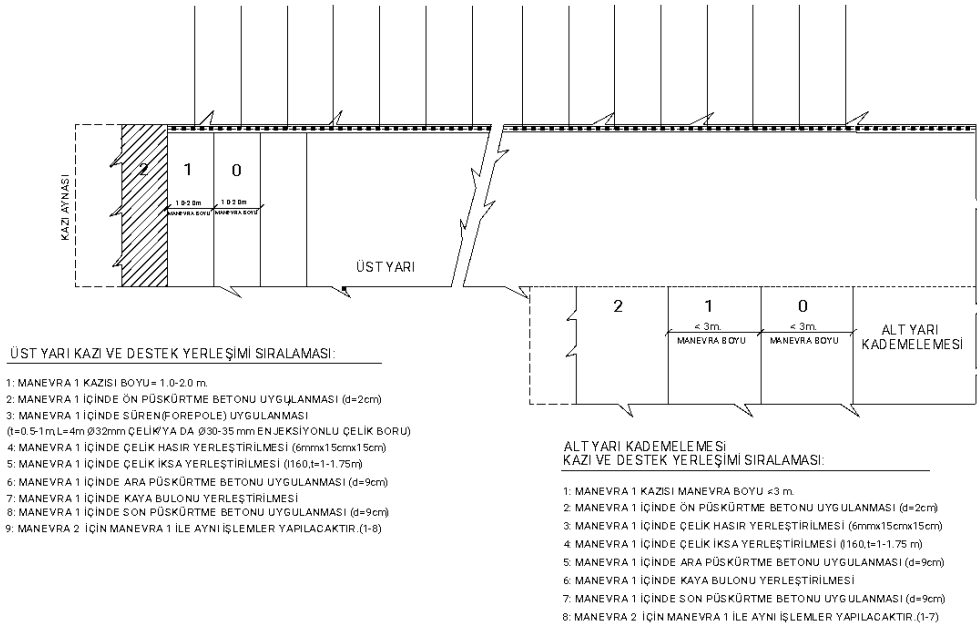 KAZI AYNASI
2
1
0
1.0-2.0m
MANEVRA BOYU
1.0-2.0m
MANEVRA BOYU
ÜST YARI
2
1
0
< 3m.
MANEVRA BOYU
< 3m.
MANEVRA BOYU
ALT YARI
KADEMELEMESİ
ÜST YARI KAZI VE DESTEK YERLEŞİMİ SIRALAMASI:
1: MANEVRA 1 KAZISI BOYU= 1.0-2.0 m.
2: MANEVRA 1 İÇİNDE ÖN PÜSKÜRTME BETONU UYGULANMASI (d=2cm)
3: MANEVRA 1 İÇİNDE SÜREN(FOREPOLE) UYGULANMASI
(t=0.5-1m,L=4m Ø32mm ÇELİK/YA DA Ø30-35 mm ENJEKSİYONLU ÇELİK BORU)
4: MANEVRA 1 İÇİNDE ÇELİK HASIR YERLEŞTİRİLMESİ (6mmx15cmx15cm)
5: MANEVRA 1 İÇİNDE ÇELİK İKSA YERLEŞTİRİLMESİ (I160,t=1-1.75m)
6: MANEVRA 1 İÇİNDE ARA PÜSKÜRTME BETONU UYGULANMASI (d=9cm)
7: MANEVRA 1 İÇİNDE KAYA BULONU YERLEŞTİRİLMESİ
8: MANEVRA 1 İÇİNDE SON PÜSKÜRTME BETONU UYGULANMASI (d=9cm)
9: MANEVRA 2 İÇİN MANEVRA 1 İLE AYNI İŞLEMLER YAPILACAKTIR.(1-8)
ALT YARI KADEMELEMESİ
KAZI VE DESTEK YERLEŞİMİ SIRALAMASI:
1: MANEVRA 1 KAZISI MANEVRA BOYU <3 m.
2: MANEVRA 1 İÇİNDE ÖN PÜSKÜRTME BETONU UYGULANMASI (d=2cm)
3: MANEVRA 1 İÇİNDE ÇELİK HASIR YERLEŞTİRİLMESİ (6mmx15cmx15cm)
4: MANEVRA 1 İÇİNDE ÇELİK İKSA YERLEŞTİRİLMESİ (I160,t=1-1.75 m)
5: MANEVRA 1 İÇİNDE ARA PÜSKÜRTME BETONU UYGULANMASI (d=9cm)
6: MANEVRA 1 İÇİNDE KAYA BULONU YERLEŞTİRİLMESİ
7: MANEVRA 1 İÇİNDE SON PÜSKÜRTME BETONU UYGULANMASI (d=9cm)
8: MANEVRA 2 İÇİN MANEVRA 1 İLE AYNI İŞLEMLER YAPILACAKTIR.(1-7)